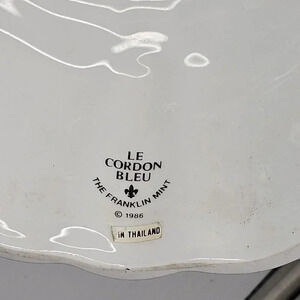 LE
CORDON
BLEU
THE FRANKLIN MINT
© 1986
IN THAILAND